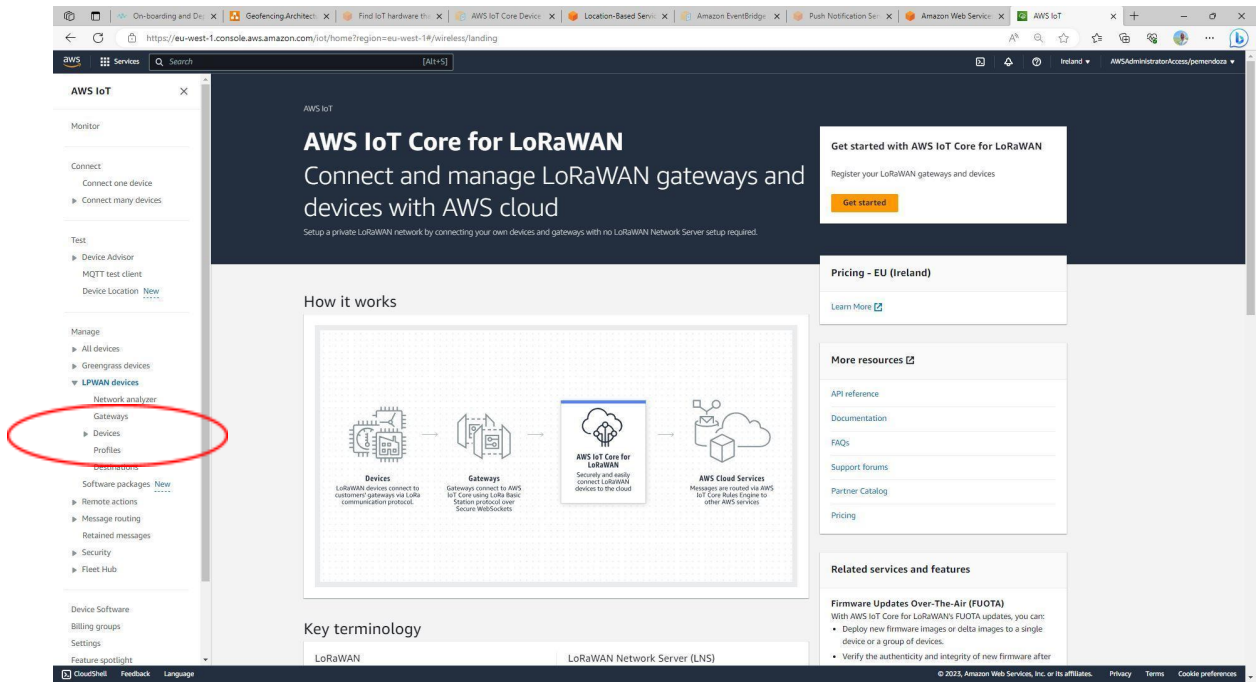 On-boarding and De
Geofencing.Architect
Find IoT hardware th
AWS IoT Core Device
Location-Based Servic
Amazon EventBridge
Push Notification Ser
Amazon Web Service
AWS IoT
https://eu-west-1.console.aws.amazon.com/iot/home?region=eu-west-1#/wireless/landing
aws
Services
Search
[Alt+S]
Ireland
AWSAdministratorAccess/pemendoza
AWS IoT
Monitor
Connect
Connect one device
Connect many devices
Test
Device Advisor
MQTT test client
Device Location New
Manage
All devices
Greengrass devices
LPWAN devices
Network analyzer
Gateways
Devices
Profiles
Destinations
Software packages New
Remote actions
Message routing
Retained messages
Security
Fleet Hub
Device Software
Billing groups
Settings
Feature spotlight
AWS IoT
AWS IoT Core for LoRaWAN
Connect and manage LoRaWAN gateways and
devices with AWS cloud
Setup a private LoRaWAN network by connecting your own devices and gateways with no LoRaWAN Network Server setup required.
Get started with AWS IoT Core for LoRaWAN
Register your LoRaWAN gateways and devices
Get started
Pricing - EU (Ireland)
Learn More
How it works
Devices
LoRaWAN devices connect to
customers' gateways via LoRa
communication protocol.
Gateways
Gateways connect to AWS
IoT Core using LoRa Basic
Station protocol over
Secure WebSockets
AWS IoT Core for
LoRaWAN
Securely and easily
connect LoRaWAN
devices to the cloud
AWS Cloud Services
Messages are routed via AWS
IoT Core Rules Engine to
other AWS services
More resources
API reference
Documentation
FAQs
Support forums
Partner Catalog
Pricing
Related services and features
Firmware Updates Over-The-Air (FUOTA)
With AWS IoT Core for LoRaWAN's FUOTA updates, you can:
• Deploy new firmware images or delta images to a single
device or a group of devices.
• Verify the authenticity and integrity of new firmware after
Key terminology
LoRaWAN
LoRaWAN Network Server (LNS)
CloudShell
Feedback
Language
© 2023, Amazon Web Services, Inc. or its affiliates.
Privacy
Terms
Cookie preferences